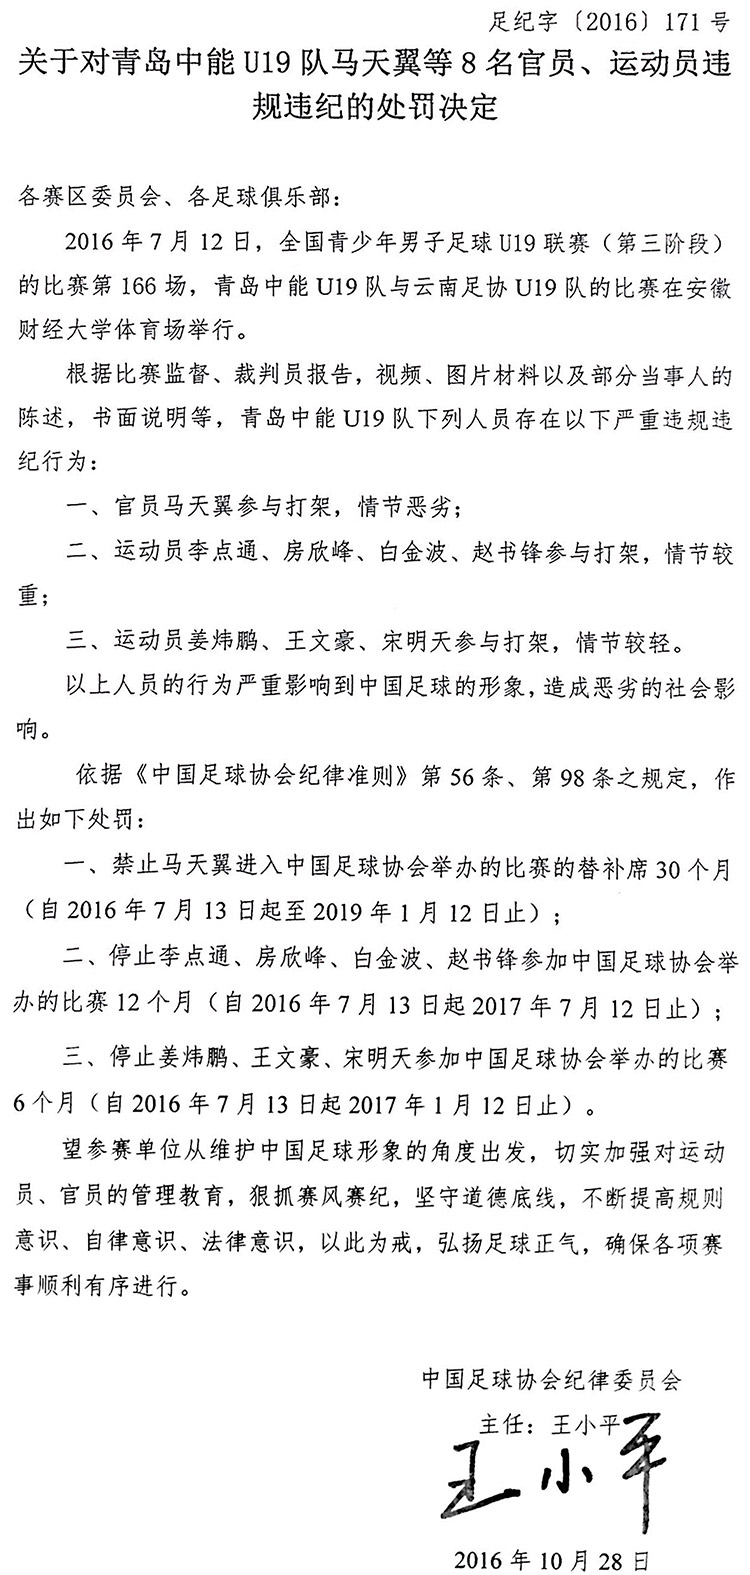 足纪字〔2016〕171号
关于对青岛中能U19队马天翼等8名官员、运动员违
规违纪的处罚决定
各赛区委员会、各足球俱乐部：
2016年7月12日，全国青少年男子足球U19联赛（第三阶段）
的比赛第166场，青岛中能U19队与云南足协U19队的比赛在安徽
财经大学体育场举行。
根据比赛监督、裁判员报告，视频、图片材料以及部分当事人的
陈述，书面说明等，青岛中能U19队下列人员存在以下严重违规违
纪行为：
一、官员马天翼参与打架，情节恶劣；
二、运动员李点通、房欣峰、白金波、赵书锋参与打架，情节较
重；
三、运动员姜炜鹏、王文豪、宋明天参与打架，情节较轻。
以上人员的行为严重影响到中国足球的形象，造成恶劣的社会影
响。
依据《中国足球协会纪律准则》第56条、第98条之规定，作
出如下处罚：
一、禁止马天翼进入中国足球协会举办的比赛的替补席30个月
（自2016年7月13日起至2019年1月12日止）；
二、停止李点通、房欣峰、白金波、赵书锋参加中国足球协会举
办的比赛12个月（自2016年7月13日起2017年7月12日止）；
三、停止姜炜鹏、王文豪、宋明天参加中国足球协会举办的比赛
6个月（自2016年7月13日起2017年1月12日止）。
望参赛单位从维护中国足球形象的角度出发，切实加强对运动
员、官员的管理教育，狠抓赛风赛纪，坚守道德底线，不断提高规则
意识、自律意识、法律意识，以此为戒，弘扬足球正气，确保各项赛
事顺利有序进行。
中国足球协会纪律委员会
主任：王小平
王小平
2016年10月28日